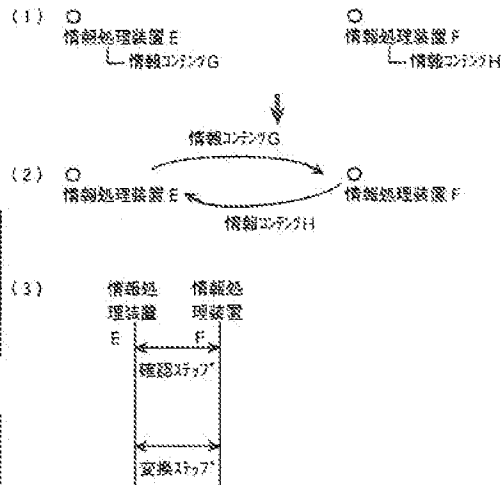 (1) ○ ○
情報処理装置E 情報処理装置F
情報ｺﾝﾃﾝﾂG 情報ｺﾝﾃﾝﾂH
情報ｺﾝﾃﾝﾂG
(2) ○ ○
情報処理装置E 情報処理装置F
情報ｺﾝﾃﾝﾂH
(3) 情報処 情報処
理装置 理装置
E F
確認ｽﾃｯﾌﾟ
変換ｽﾃｯﾌﾟ